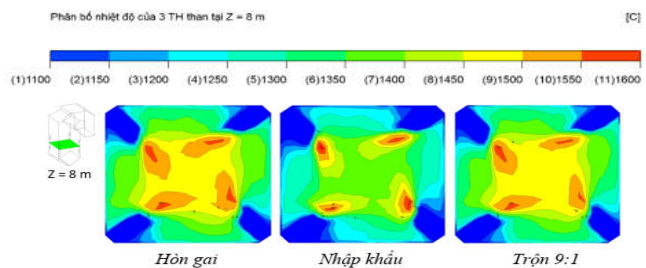 Phân bố nhiệt độ của 3 TH than tại Z = 8 m [C]
(1)1100 (2)1150 (3)1200 (4)1250 (5)1300 (6)1350 (7)1400 (8)1450 (9)1500 (10)1550 (11)1600
Z = 8 m
Hòn gai Nhập khẩu Trộn 9:1